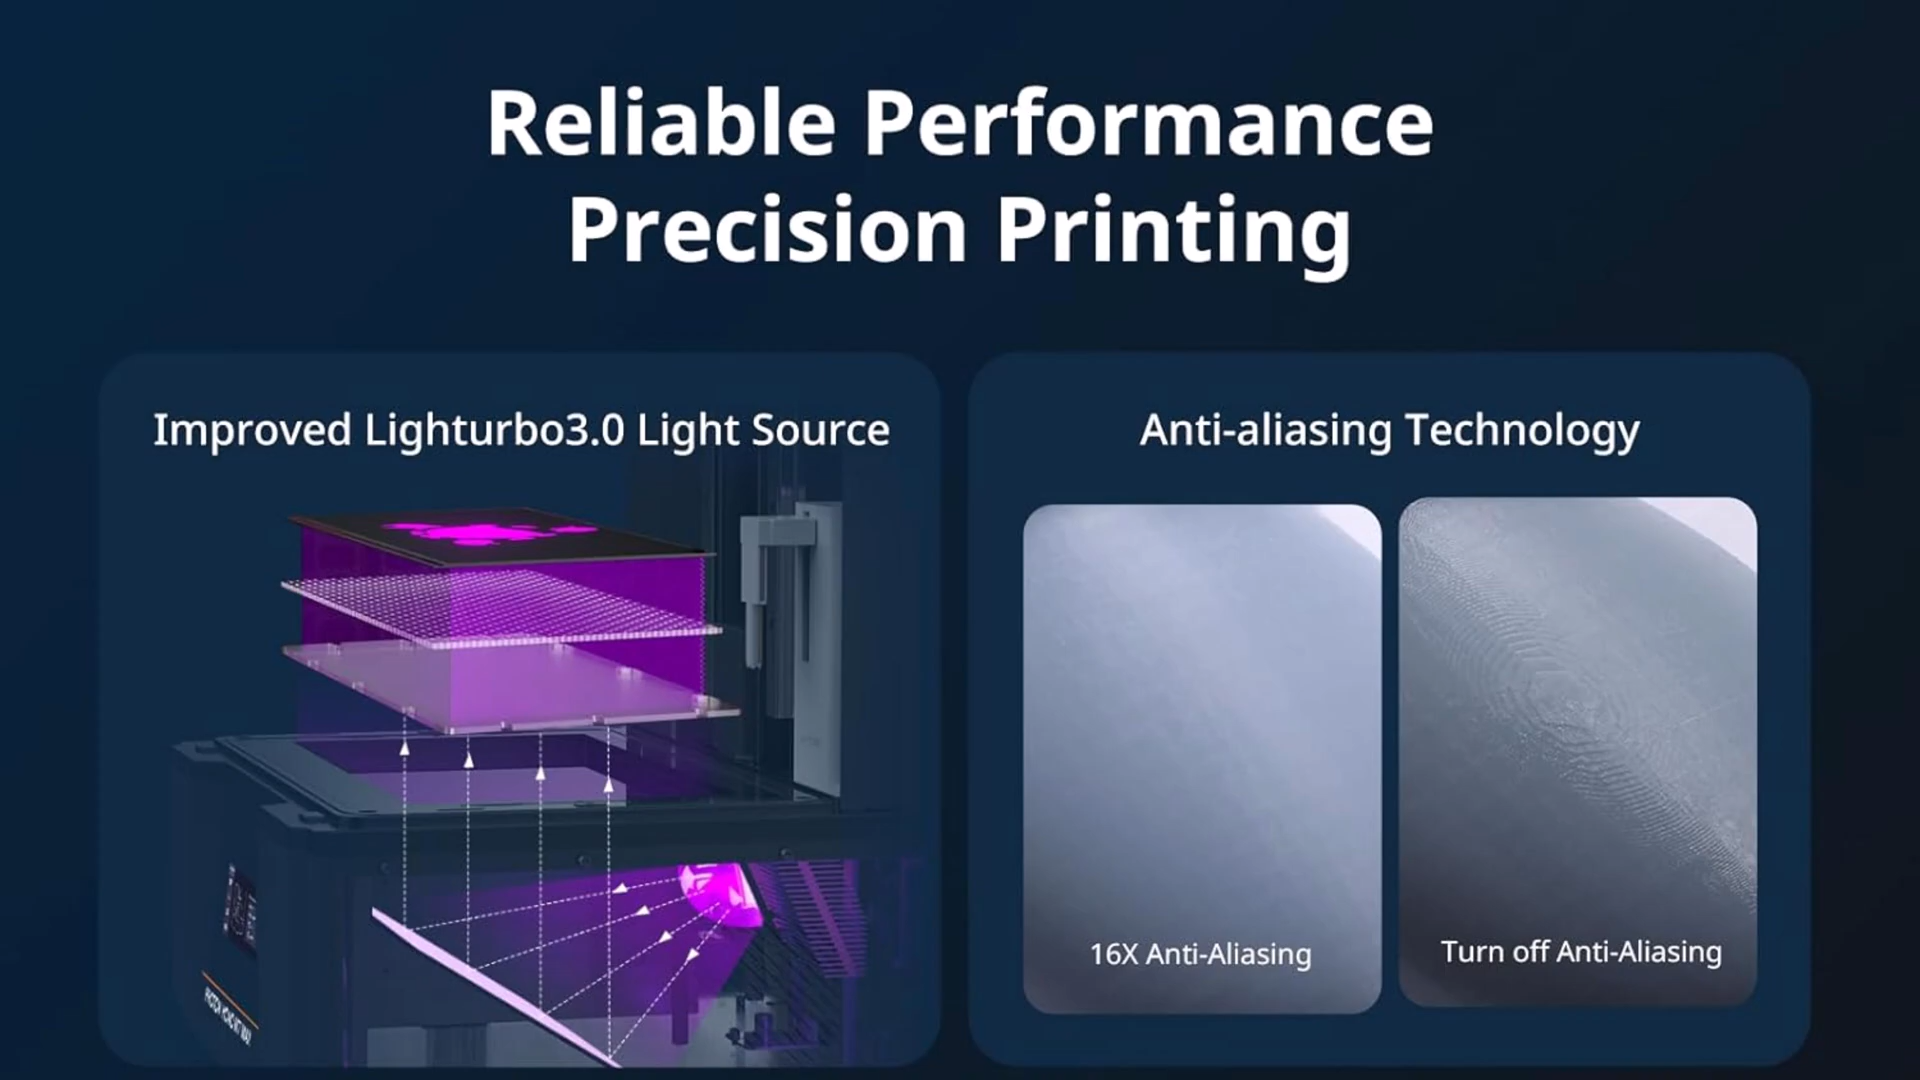 Reliable Performance
Precision Printing
Improved Lighturbo3.0 Light Source
Anti-aliasing Technology
16X Anti-Aliasing
Turn off Anti-Aliasing